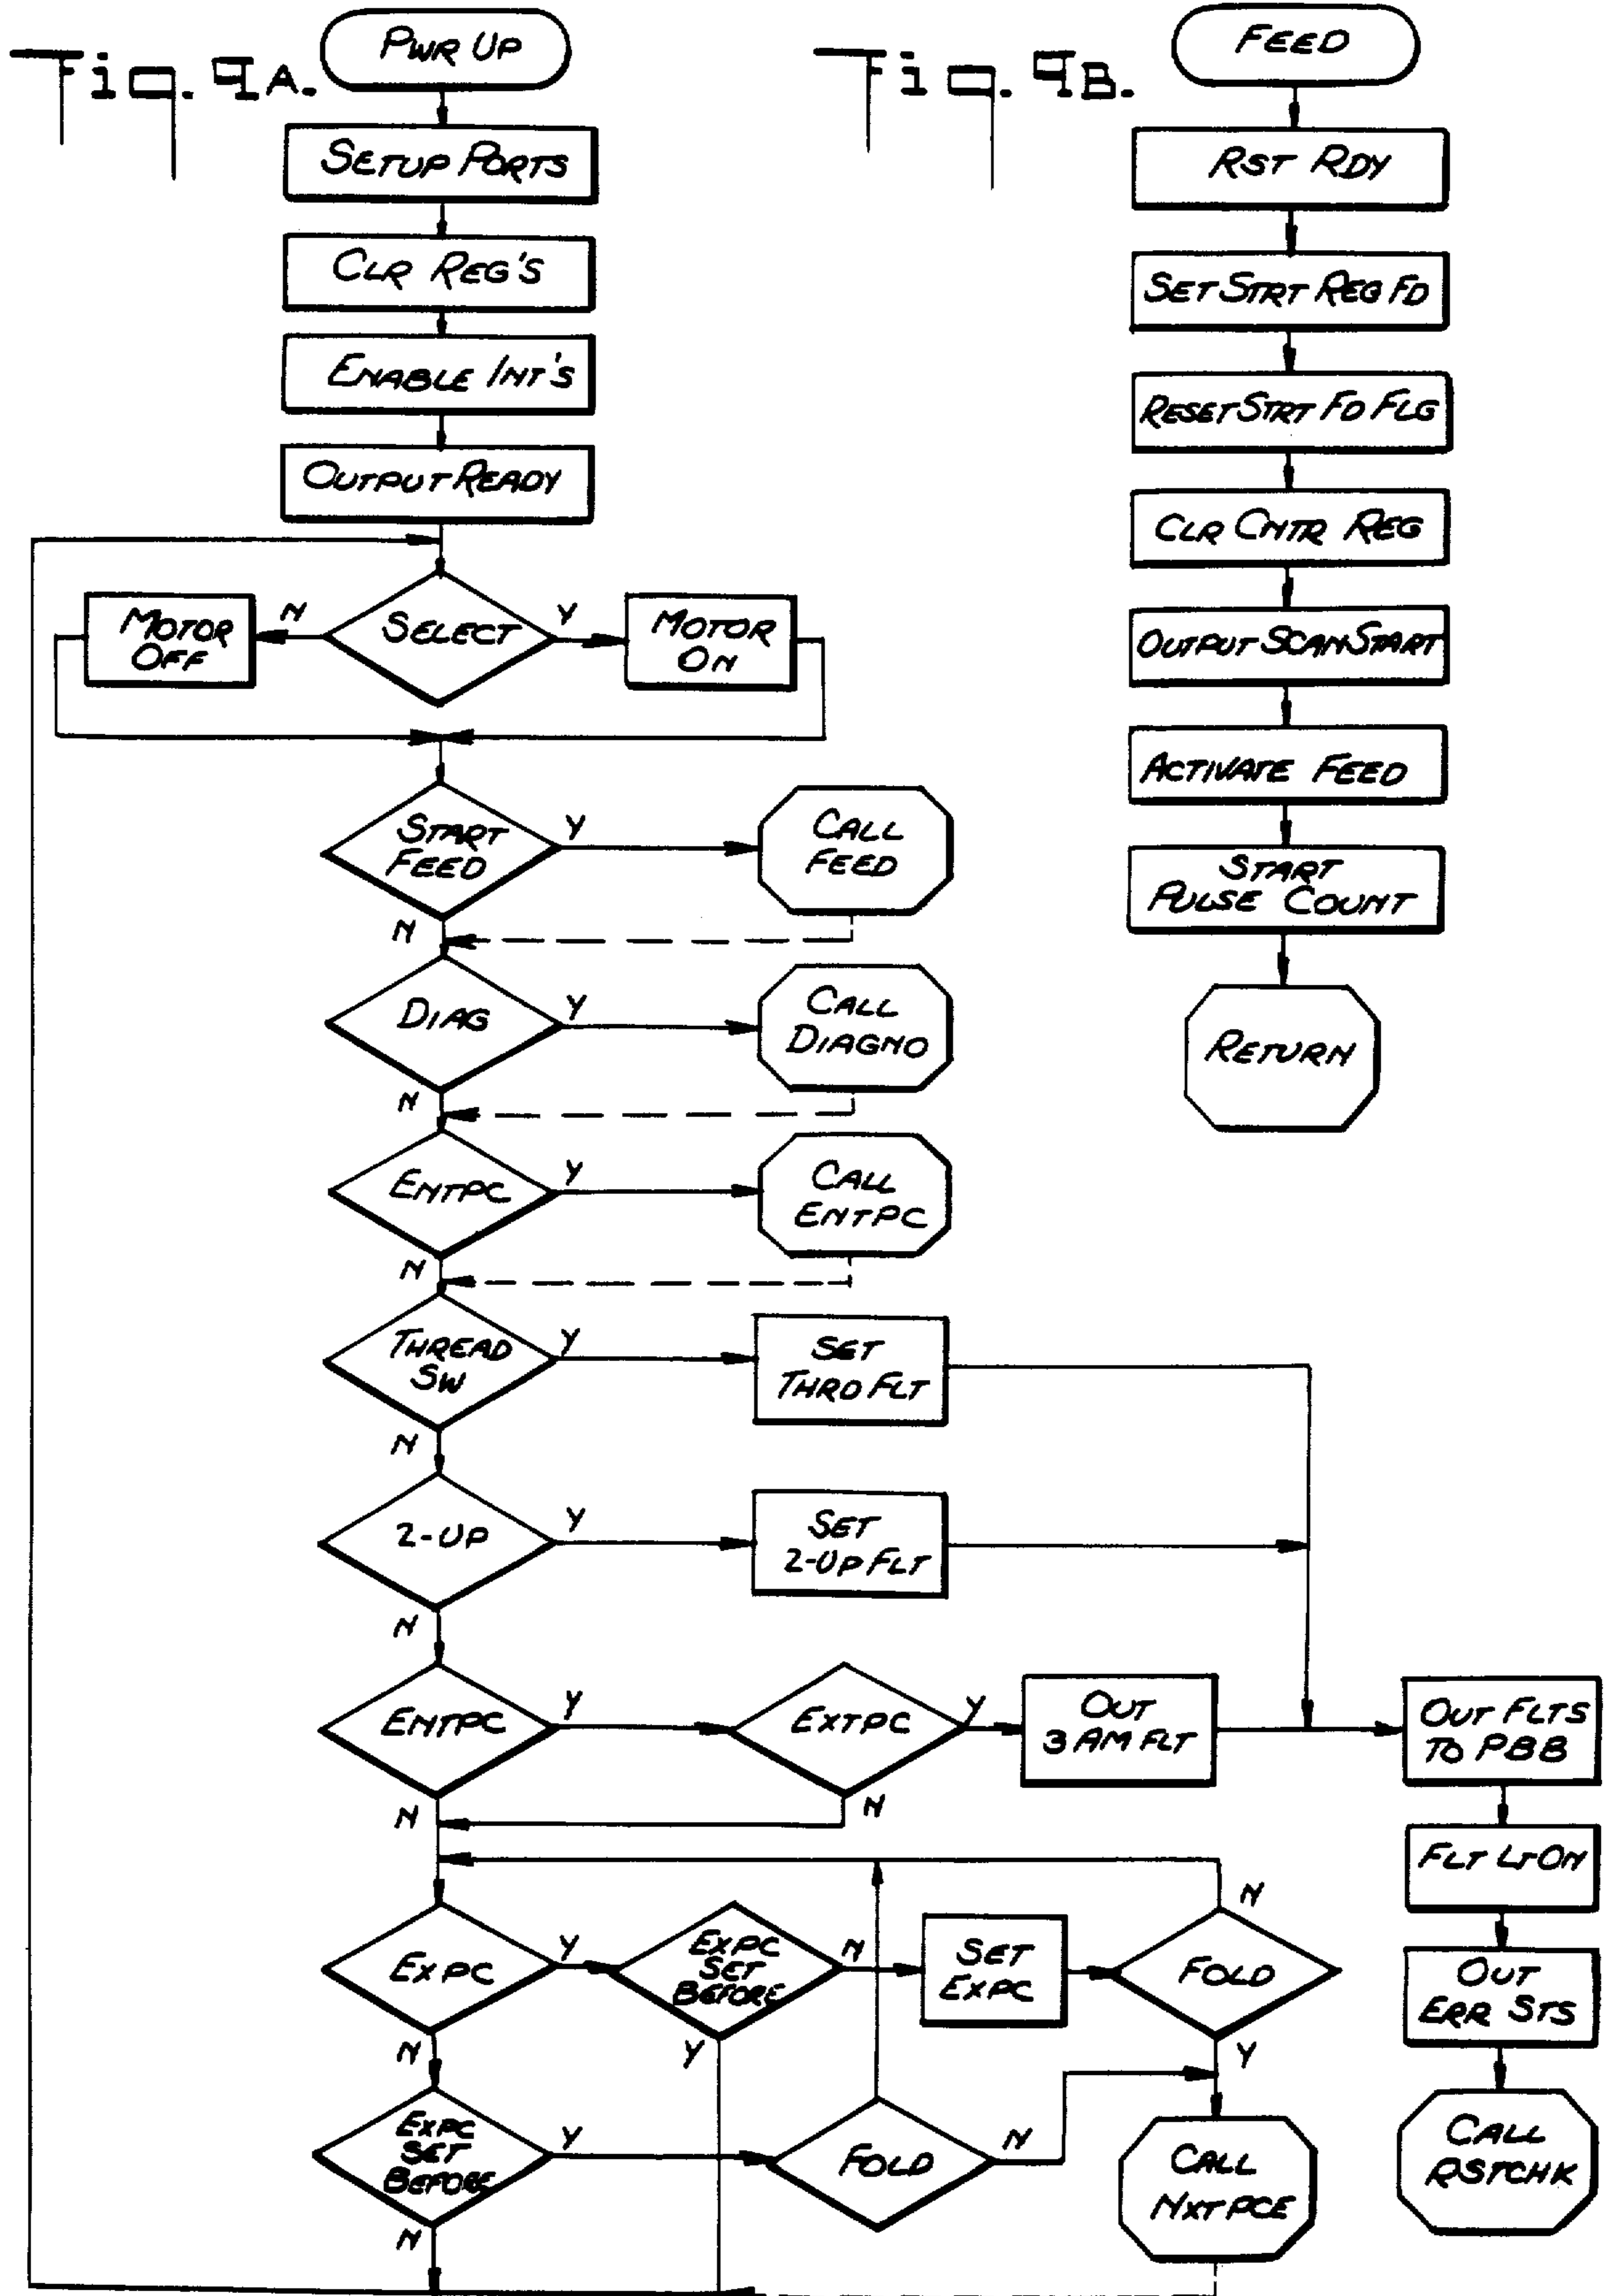 Fig. 9A.
PWR UP
SETUP PORTS
CLR REG'S
ENABLE INT'S
OUTPUT READY
N
SELECT
Y
MOTOR
OFF
MOTOR
ON
START
FEED
Y
CALL
FEED
N
DIAG
Y
CALL
DIAGNO
N
ENTPC
Y
CALL
ENTPC
N
THREAD
SW
Y
SET
THRD FLT
N
2-UP
Y
SET
2-UP FLT
N
ENTPC
Y
EXTPC
Y
OUT
JAM FLT
OUT FLTS
TO PBB
N
N
FLT LT ON
EXPC
Y
EXPC
SET
BEFORE
N
SET
EXPC
FOLD
N
OUT
ERR STS
N
Y
Y
EXPC
SET
BEFORE
Y
FOLD
N
CALL
NXT PCE
CALL
RSTCHK
N
Fig. 9B.
FEED
RST RDY
SET STRT REG FD
RESET STRT FD FLG
CLR CNTR REG
OUTPUT SCAN START
ACTIVATE FEED
START
PULSE COUNT
RETURN